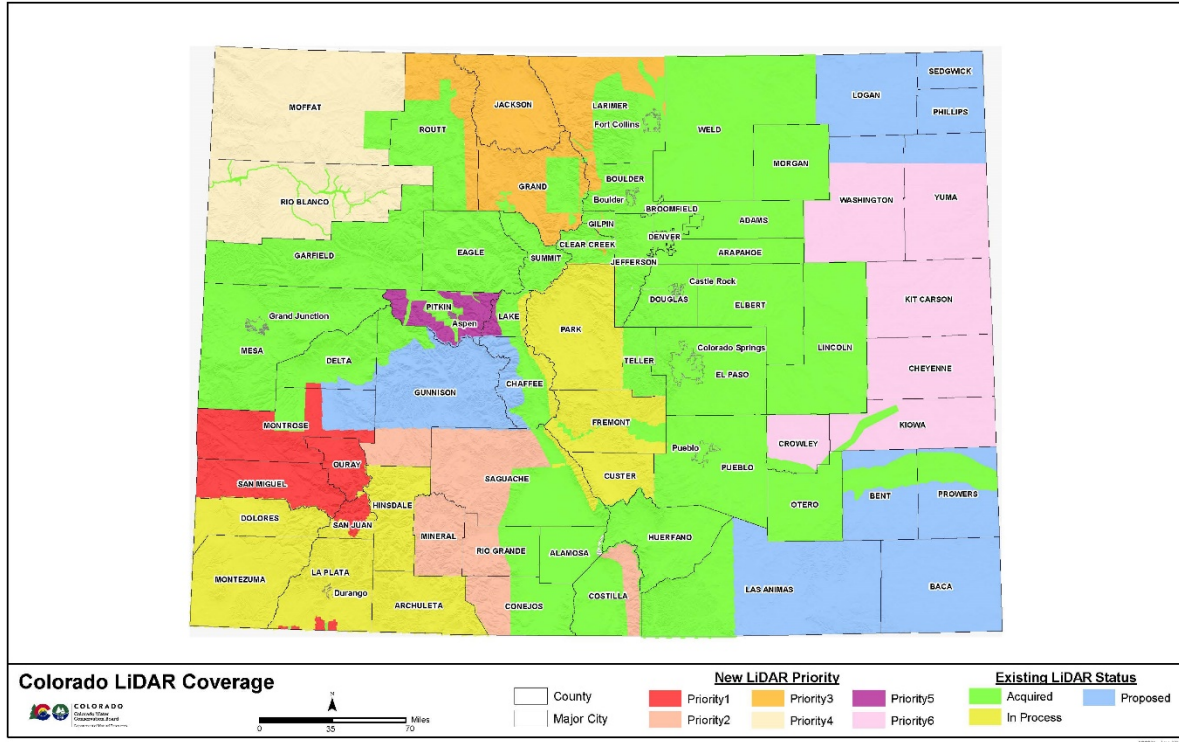 SEDGWICK
LOGAN
JACKSON
MOFFAT
LARIMER
PHILLIPS
Fort Collins
ROUTT
WELD
MORGAN
BOULDER
GRAND
Boulder
WASHINGTON
YUMA
RIO BLANCO
BROOMFIELD
GILPIN
ADAMS
DENVER
CLEAR CREEK
EAGLE
ARAPAHOE
GARFIELD
SUMMIT
JEFFERSON
Castle Rock
DOUGLAS
ELBERT
KIT CARSON
PITKIN
Grand Junction
LAKE
Aspen
PARK
MESA
LINCOLN
Colorado Springs
DELTA
TELLER
CHEYENNE
EL PASO
CHAFFEE
GUNNISON
FREMONT
MONTROSE
KIOWA
CROWLEY
Pueblo
OURAY
PUEBLO
CUSTER
SAGUACHE
SAN MIGUEL
BENT
PROWERS
HINSDALE
OTERO
DOLORES
SAN JUAN
MINERAL
HUERFANO
RIO GRANDE
ALAMOSA
LA PLATA
MONTEZUMA
BACA
LAS ANIMAS
Durango
COSTILLA
ARCHULETA
CONEJOS
Colorado LiDAR Coverage
COLORADO
Colorado Water
Conservation Board
N
Miles
0 35 70
County
Major City
New LiDAR Priority
Priority1
Priority2
Priority3
Priority4
Priority5
Priority6
Existing LiDAR Status
Acquired
In Process
Proposed